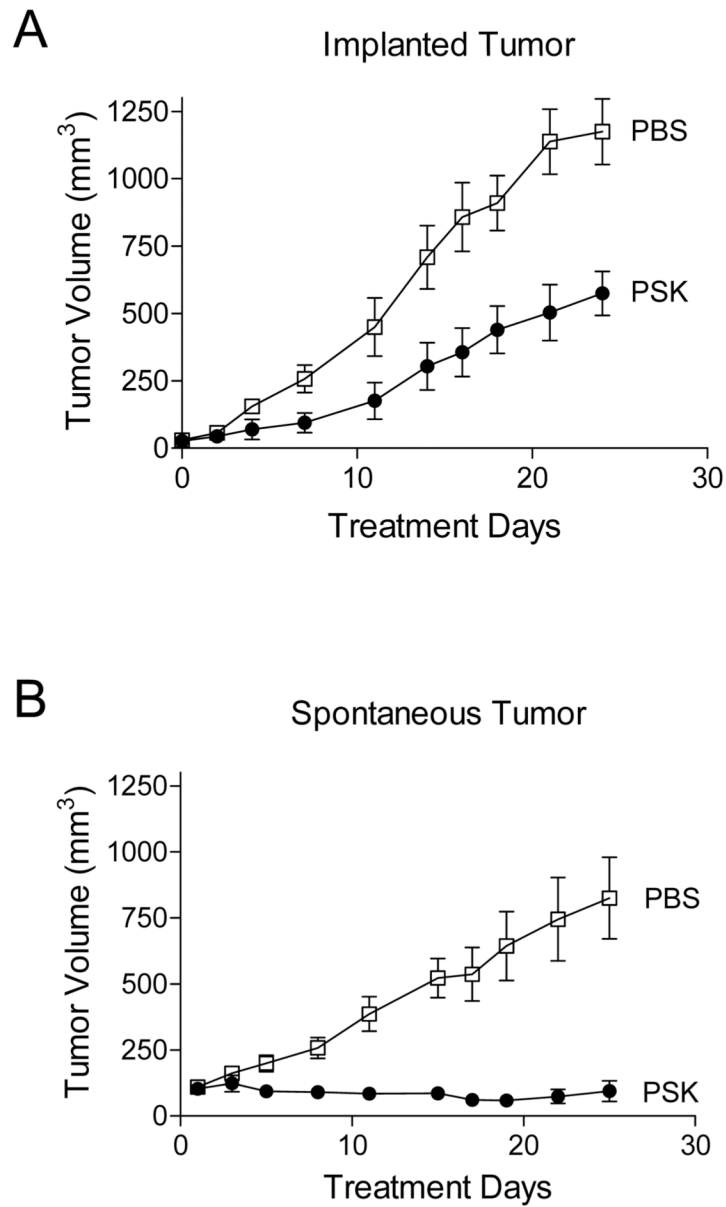 A
Implanted Tumor
Tumor Volume (mm³)
1250
1000
750
500
250
0
PBS
PSK
0 10 20 30
Treatment Days
B
Spontaneous Tumor
Tumor Volume (mm³)
1250
1000
750
500
250
0
PBS
PSK
0 10 20 30
Treatment Days